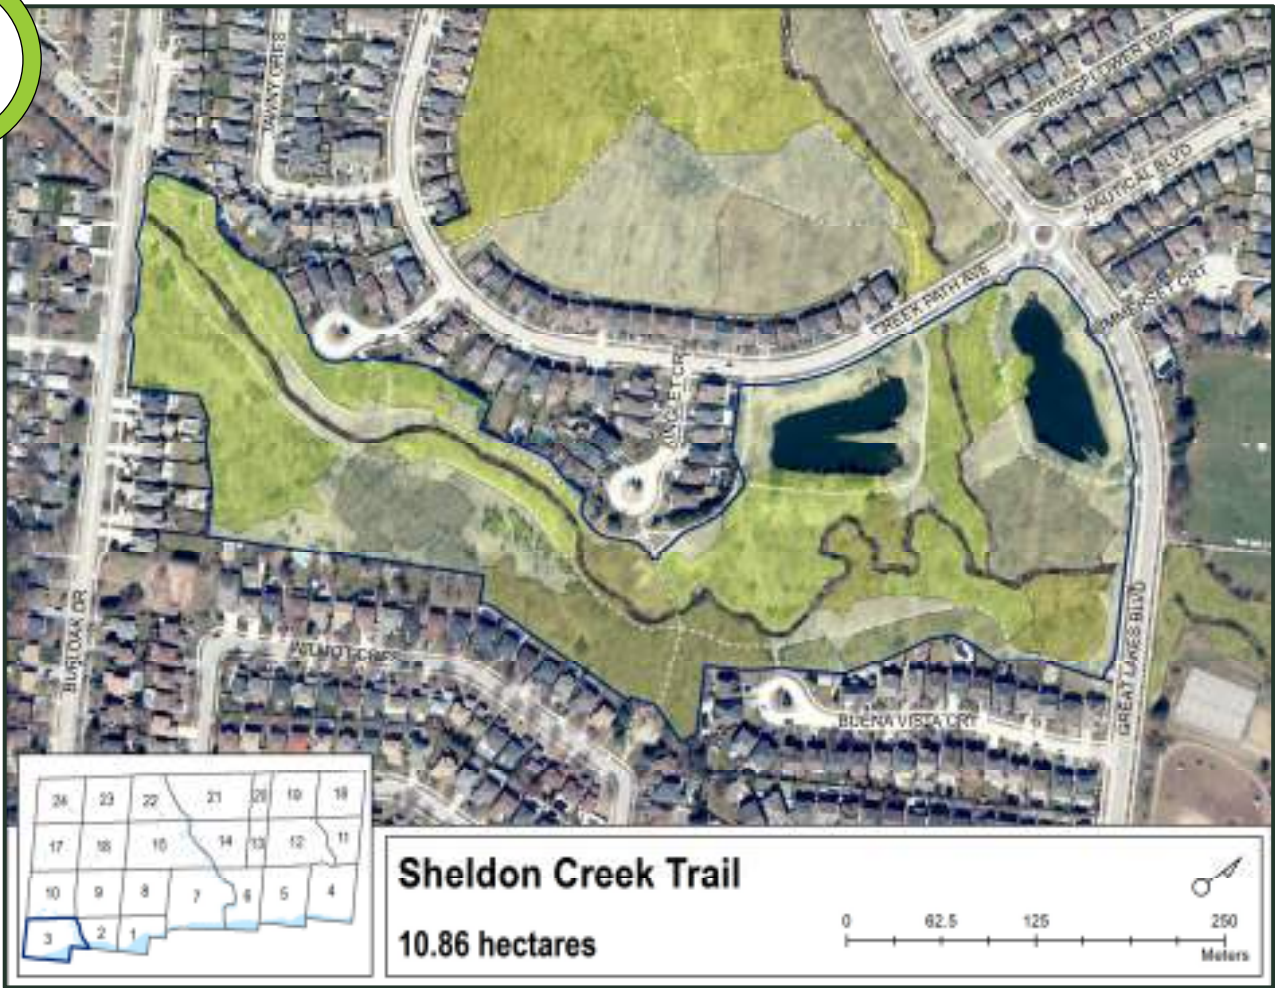 TAWNY CRES
SPRINGFLOWER WAY
NAUTICAL BLVD
CREEK PATH AVE
BURLOAK DR
WILMOT CRES
GREAT LAKES BLVD
BUENA VISTA CRT
24 23 22 21 20 19 18
17 16 15 14 13 12 11
10 9 8 7 6 5 4
3 2 1
Sheldon Creek Trail
10.86 hectares
0 62.5 125 250
Meters